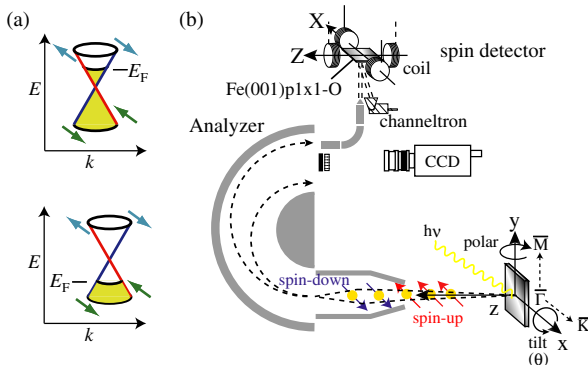 (a)
E
E_F
k
E
E_F
k
(b)
X
Z
coil
spin detector
Fe(001)p1x1-O
channeltron
Analyzer
CCD
hν
polar
y
M̅
spin-down
Γ̅
z
spin-up
K̅
x
tilt
(θ)